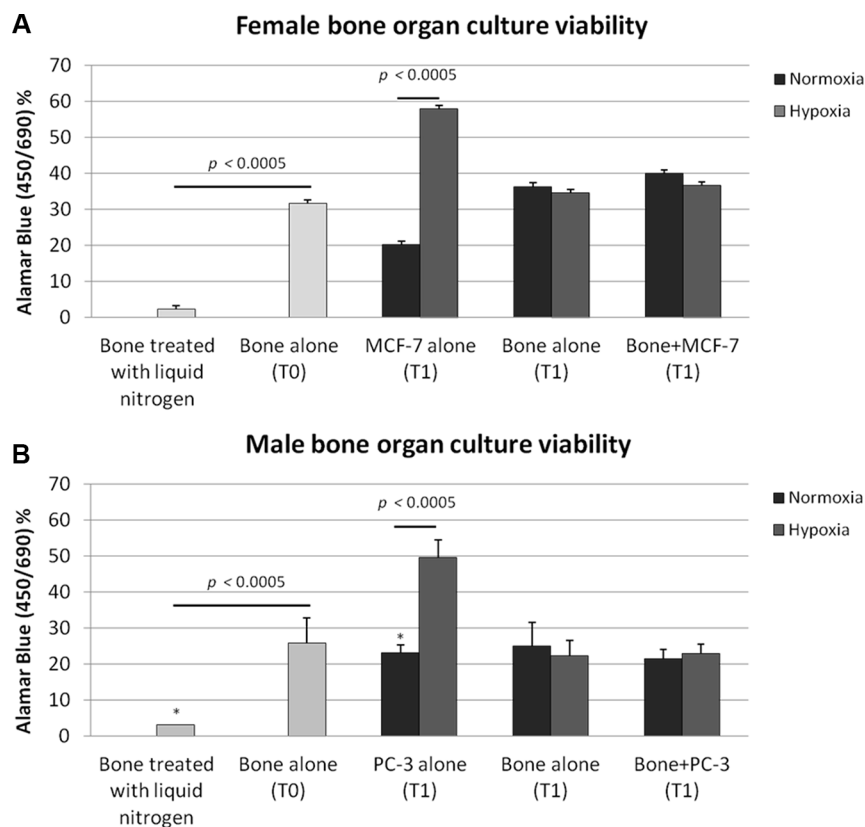 A
Female bone organ culture viability
Alamar Blue (450/690) %
70
60
50
40
30
20
10
0
p < 0.0005
p < 0.0005
Normoxia
Hypoxia
Bone treated with liquid nitrogen
Bone alone (T0)
MCF-7 alone (T1)
Bone alone (T1)
Bone+MCF-7 (T1)
B
Male bone organ culture viability
Alamar Blue (450/690) %
70
60
50
40
30
20
10
0
p < 0.0005
p < 0.0005
*
*
Normoxia
Hypoxia
Bone treated with liquid nitrogen
Bone alone (T0)
PC-3 alone (T1)
Bone alone (T1)
Bone+PC-3 (T1)